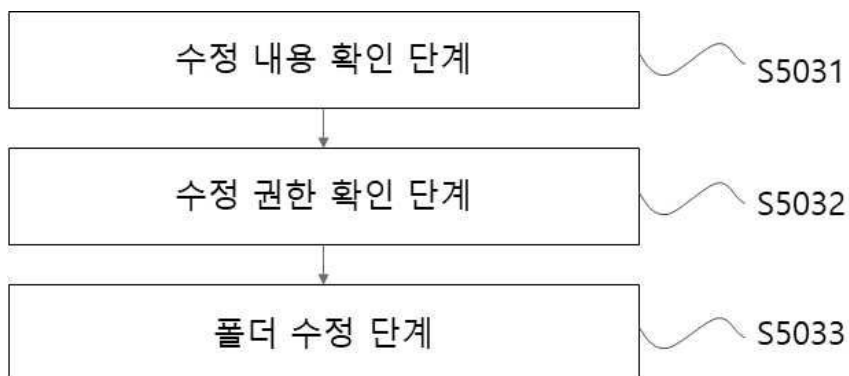 수정 내용 확인 단계
S5031
수정 권한 확인 단계
S5032
폴더 수정 단계
S5033